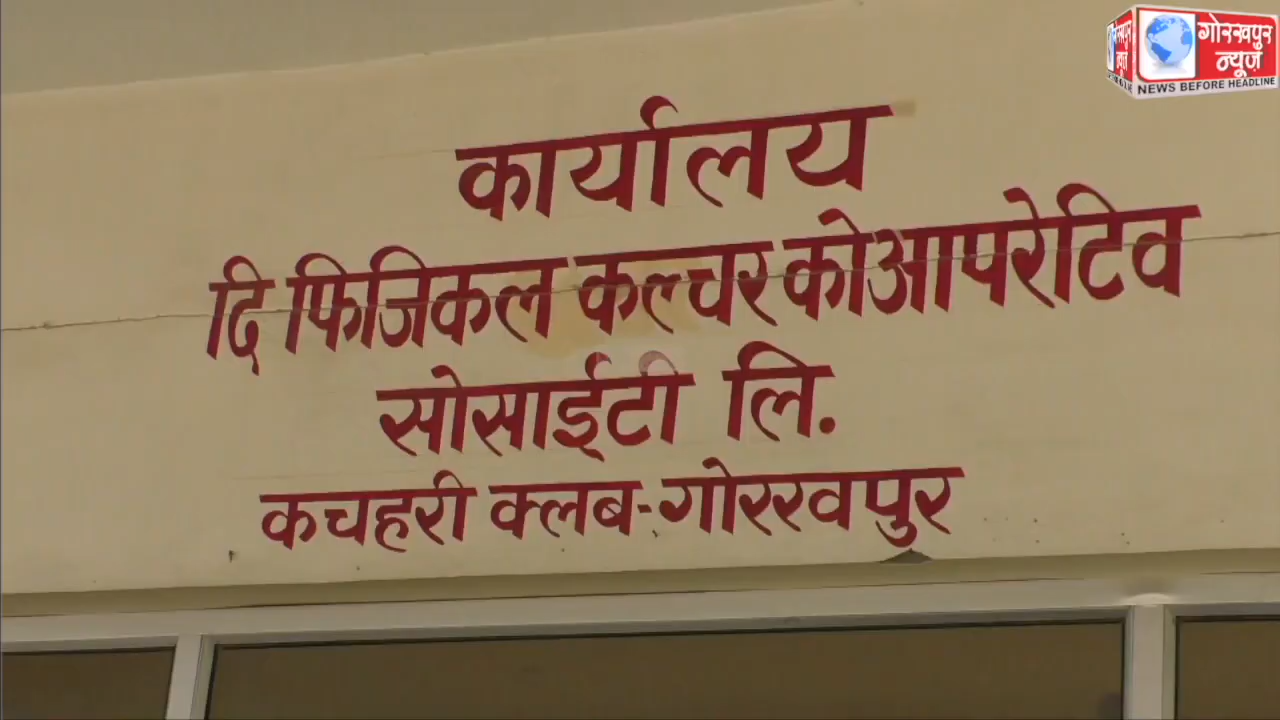 कार्यालय
दि फिजिकल कल्चर कोआपरेटिव
सोसाईटी लि.
कचहरी क्लब-गोरखपुर
गोरखपुर
न्यूज़
NEWS BEFORE HEADLINE